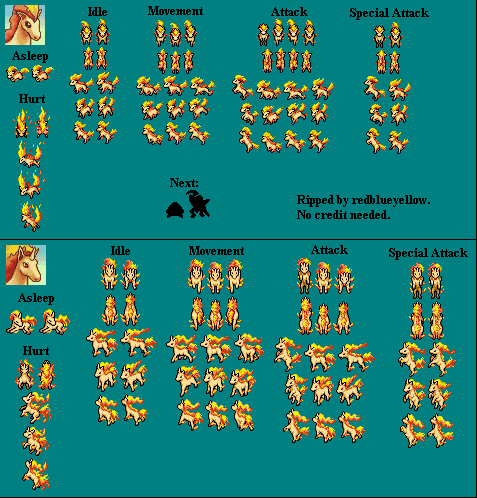 Idle
Movement
Attack
Special Attack
Asleep
Hurt
Next:
Ripped by redblueyellow.
No credit needed.
Idle
Movement
Attack
Special Attack
Asleep
Hurt